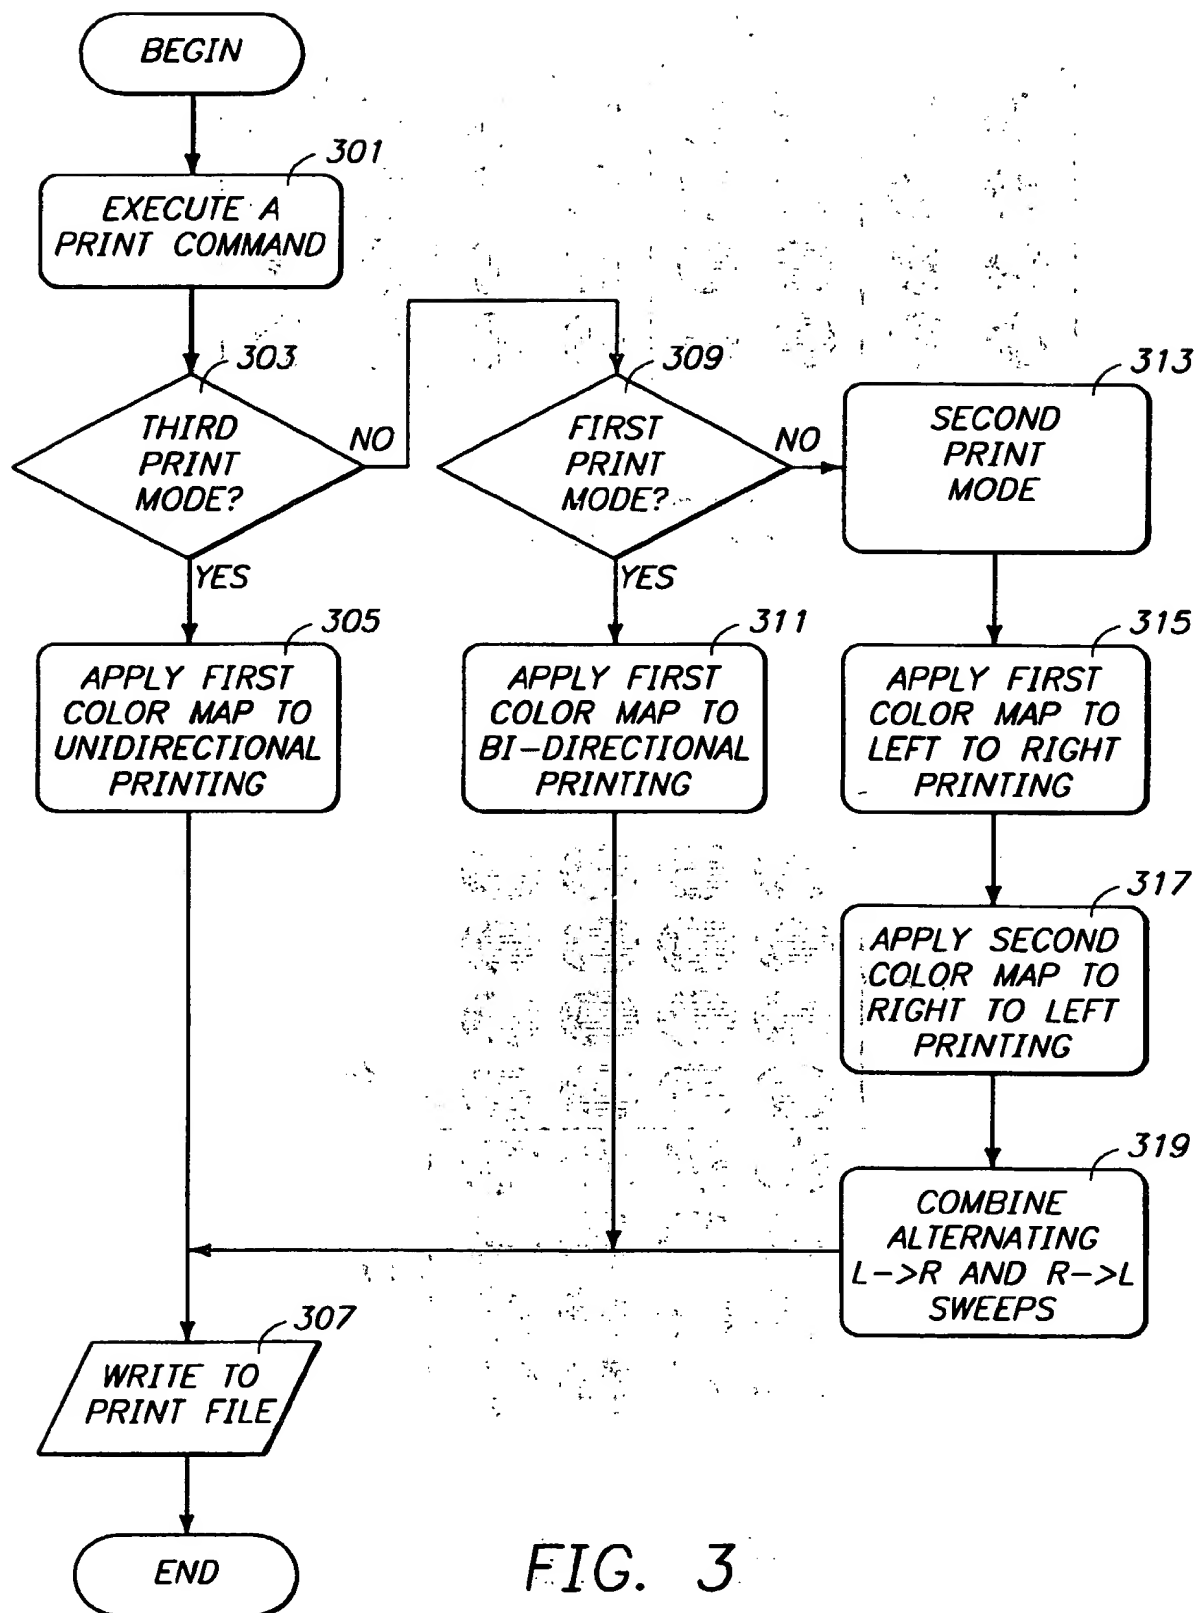 BEGIN
301
EXECUTE A
PRINT COMMAND
303
THIRD
PRINT
MODE?
NO
YES
309
FIRST
PRINT
MODE?
NO
YES
313
SECOND
PRINT
MODE
305
APPLY FIRST
COLOR MAP TO
UNIDIRECTIONAL
PRINTING
311
APPLY FIRST
COLOR MAP TO
BI-DIRECTIONAL
PRINTING
315
APPLY FIRST
COLOR MAP TO
LEFT TO RIGHT
PRINTING
317
APPLY SECOND
COLOR MAP TO
RIGHT TO LEFT
PRINTING
319
COMBINE
ALTERNATING
L->R AND R->L
SWEEPS
307
WRITE TO
PRINT FILE
END
FIG. 3